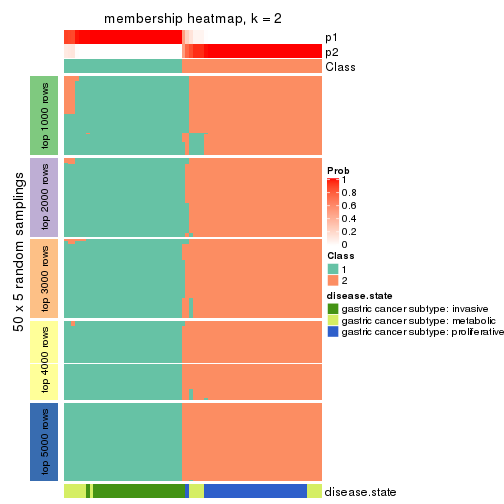 membership heatmap, k = 2
p1
p2
Class
50 x 5 random samplings
top 1000 rows
top 2000 rows
top 3000 rows
top 4000 rows
top 5000 rows
Prob
1
0.8
0.6
0.4
0.2
0
Class
1
2
disease.state
gastric cancer subtype: invasive
gastric cancer subtype: metabolic
gastric cancer subtype: proliferative
disease.state